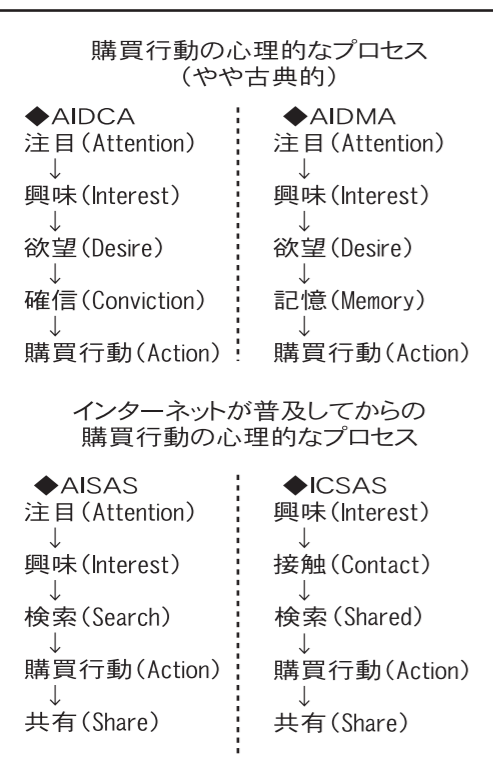 購買行動の心理的なプロセス
（やや古典的）
◆AIDCA
注目（Attention）
↓
興味（Interest）
↓
欲望（Desire）
↓
確信（Conviction）
↓
購買行動（Action）
◆AIDMA
注目（Attention）
↓
興味（Interest）
↓
欲望（Desire）
↓
記憶（Memory）
↓
購買行動（Action）
インターネットが普及してからの
購買行動の心理的なプロセス
◆AISAS
注目（Attention）
↓
興味（Interest）
↓
検索（Search）
↓
購買行動（Action）
↓
共有（Share）
◆ICSAS
興味（Interest）
↓
接触（Contact）
↓
検索（Shared）
↓
購買行動（Action）
↓
共有（Share）